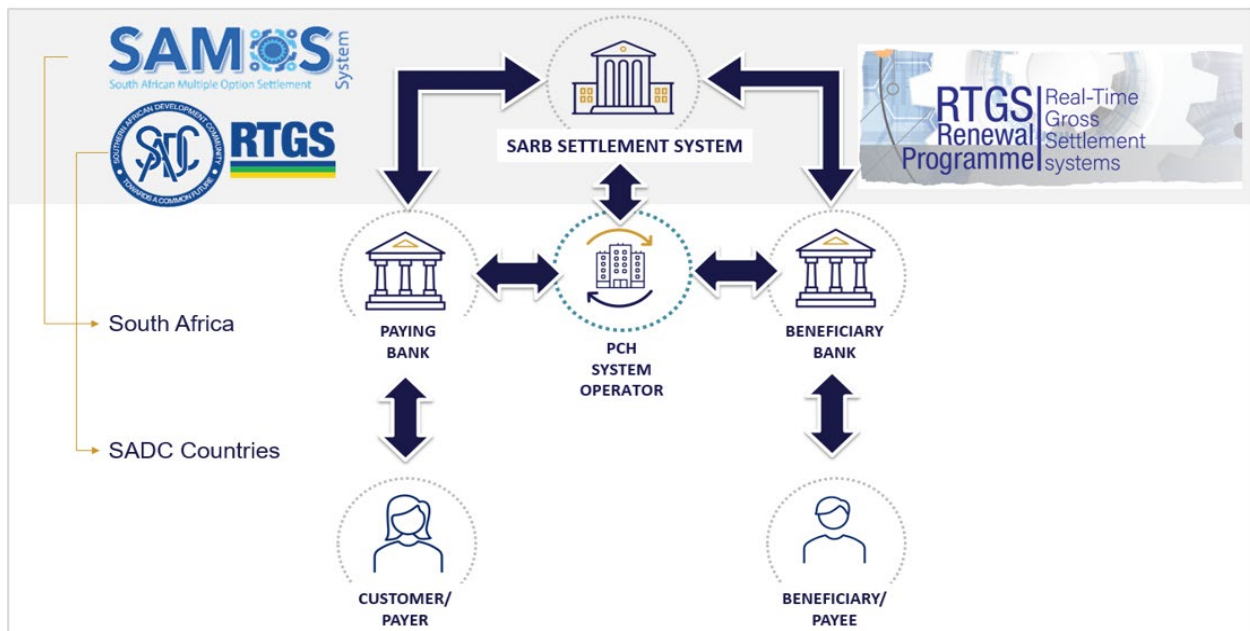 SAMOS
System
South African Multiple Option Settlement
SOUTHERN AFRICAN DEVELOPMENT COMMUNITY
SADC
TOWARDS A COMMON FUTURE
RTGS
SARB SETTLEMENT SYSTEM
RTGS
Renewal
Programme
Real-Time
Gross
Settlement
systems
South Africa
SADC Countries
PAYING
BANK
PCH
SYSTEM
OPERATOR
BENEFICIARY
BANK
CUSTOMER/
PAYER
BENEFICIARY/
PAYEE